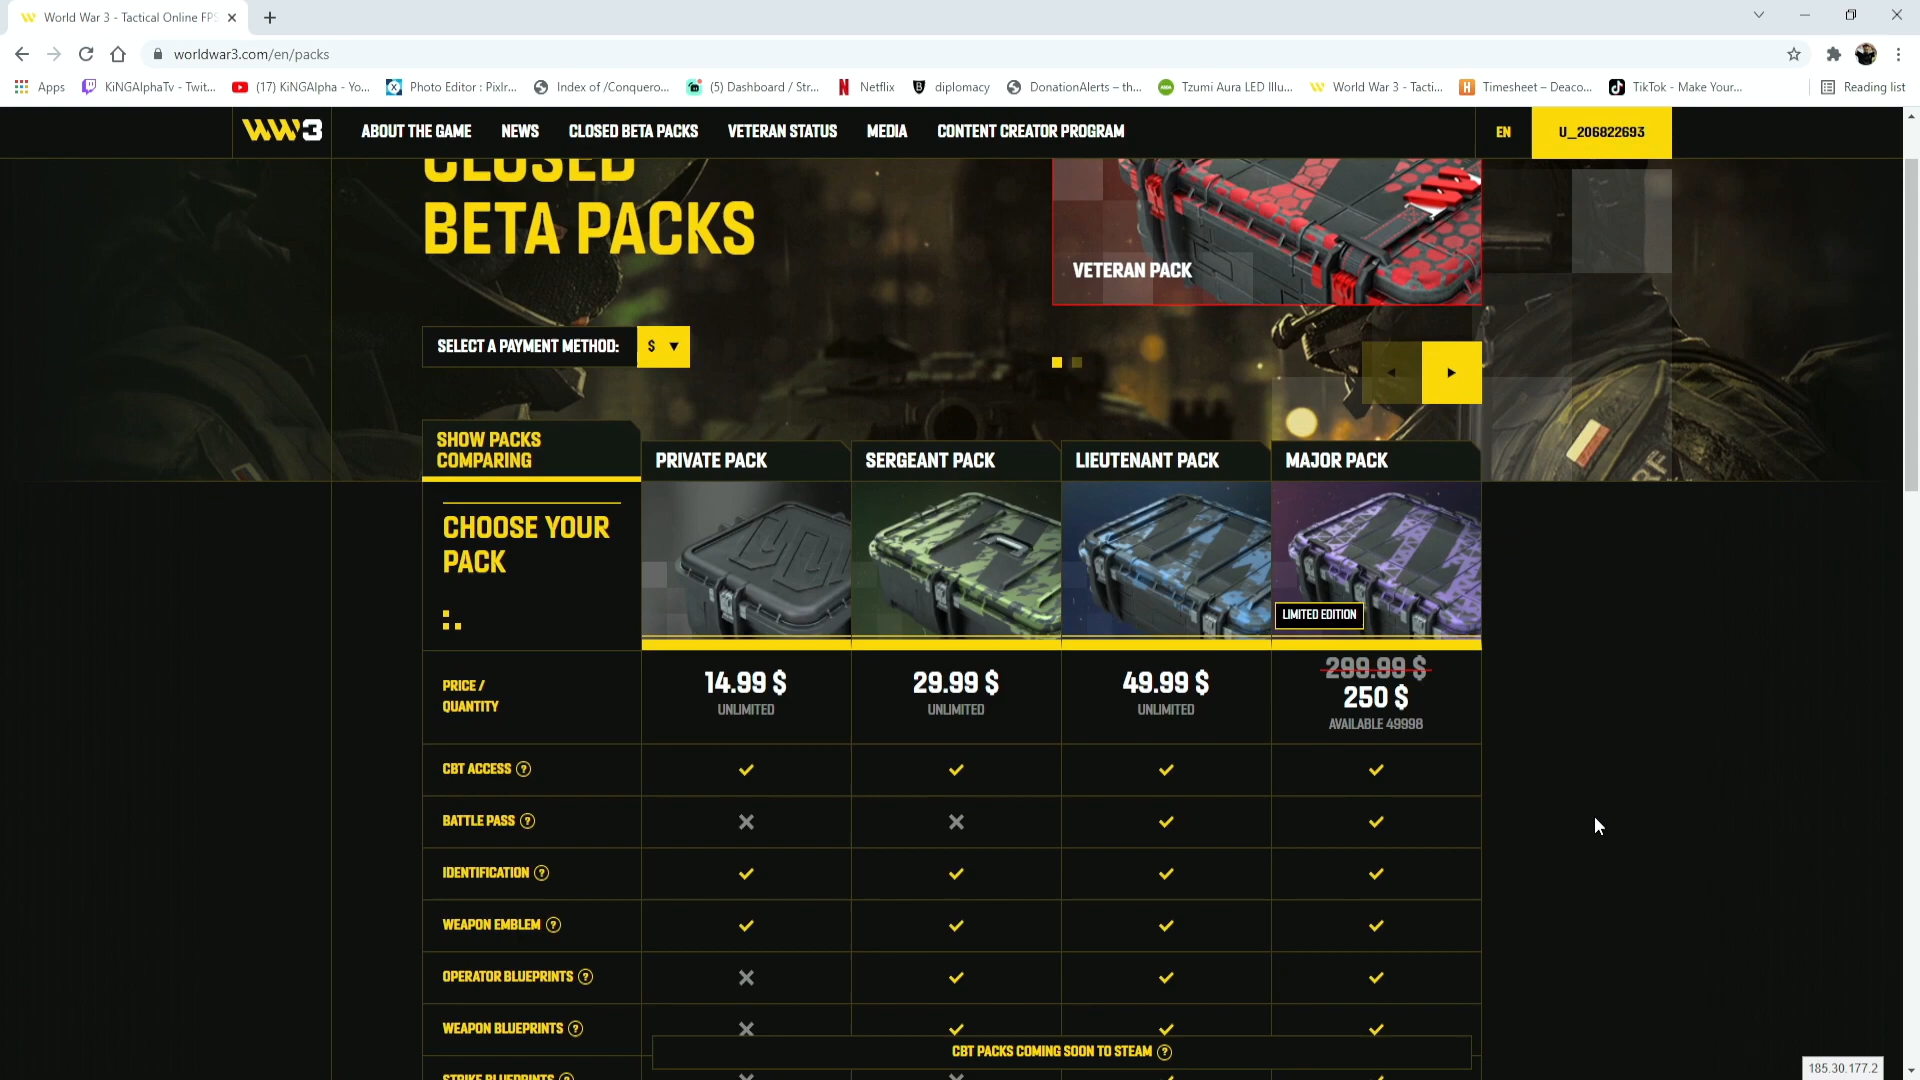 World War 3 - Tactical Online FPS
worldwar3.com/en/packs
Apps
KiNGAlphaTv - Twit...
(17) KiNGAlpha - Yo...
Photo Editor : Pixlr...
Index of /Conquero...
(5) Dashboard / Str...
Netflix
diplomacy
DonationAlerts – th...
Tzumi Aura LED Illu...
World War 3 - Tacti...
Timesheet – Deaco...
TikTok - Make Your...
Reading list
WW3
ABOUT THE GAME
NEWS
CLOSED BETA PACKS
VETERAN STATUS
MEDIA
CONTENT CREATOR PROGRAM
EN
U_206822693
CLOSED
BETA PACKS
VETERAN PACK
SELECT A PAYMENT METHOD:
$
SHOW PACKS
COMPARING
PRIVATE PACK
SERGEANT PACK
LIEUTENANT PACK
MAJOR PACK
CHOOSE YOUR
PACK
LIMITED EDITION
PRICE /
QUANTITY
14.99 $
UNLIMITED
29.99 $
UNLIMITED
49.99 $
UNLIMITED
299.99 $
250 $
AVAILABLE 49998
CBT ACCESS ?
BATTLE PASS ?
IDENTIFICATION ?
WEAPON EMBLEM ?
OPERATOR BLUEPRINTS ?
WEAPON BLUEPRINTS ?
CBT PACKS COMING SOON TO STEAM ?
STRIKE BLUEPRINTS ?
185.30.177.2